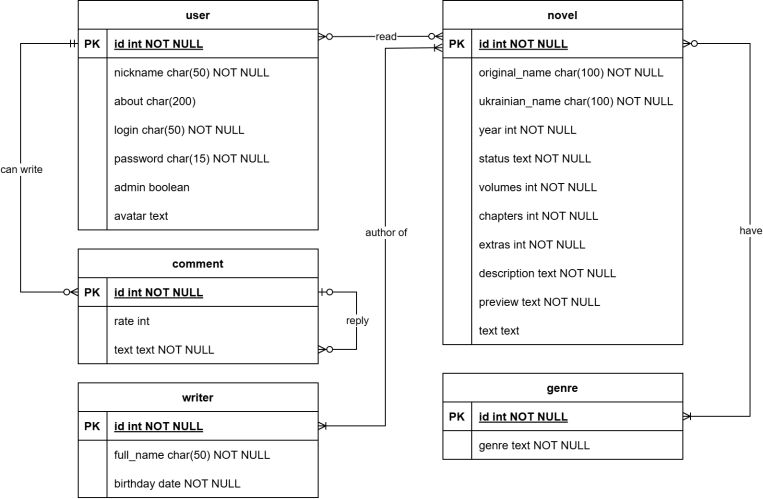 user
PK id int NOT NULL
nickname char(50) NOT NULL
about char(200)
login char(50) NOT NULL
password char(15) NOT NULL
admin boolean
avatar text
can write
read
comment
PK id int NOT NULL
rate int
text text NOT NULL
reply
writer
PK id int NOT NULL
full_name char(50) NOT NULL
birthday date NOT NULL
author of
novel
PK id int NOT NULL
original_name char(100) NOT NULL
ukrainian_name char(100) NOT NULL
year int NOT NULL
status text NOT NULL
volumes int NOT NULL
chapters int NOT NULL
extras int NOT NULL
description text NOT NULL
preview text NOT NULL
text text
have
genre
PK id int NOT NULL
genre text NOT NULL